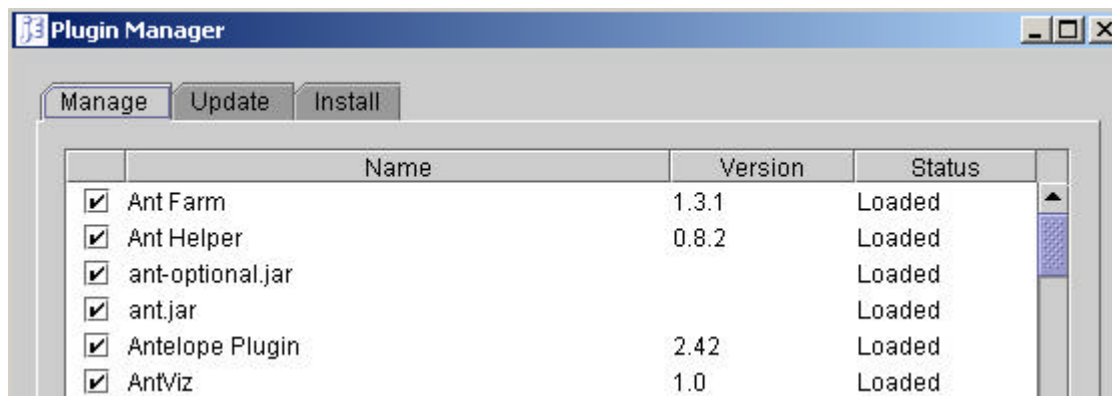 Plugin Manager
Manage Update Install
Name Version Status
Ant Farm 1.3.1 Loaded
Ant Helper 0.8.2 Loaded
ant-optional.jar Loaded
ant.jar Loaded
Antelope Plugin 2.42 Loaded
AntViz 1.0 Loaded